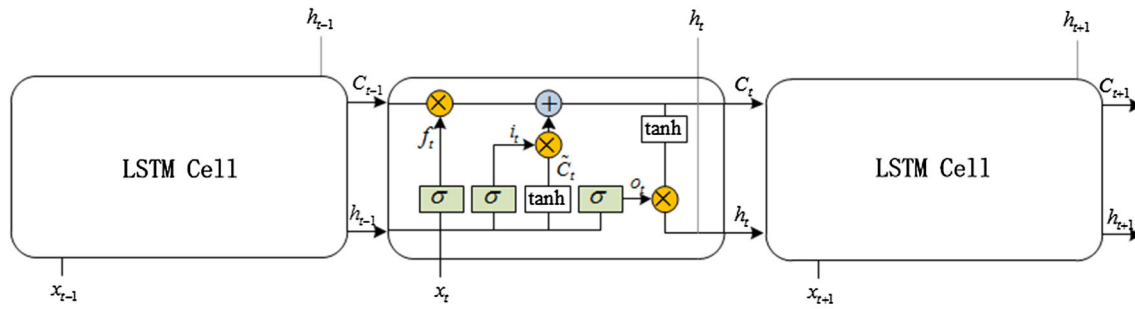 h_{t-1} h_t h_{t+1}
C_{t-1} C_t C_{t+1}
× + tanh
f_t i_t ×
C̃_t
LSTM Cell LSTM Cell
σ σ tanh σ o_t ×
h_{t-1} h_t h_{t+1}
x_{t-1} x_t x_{t+1}